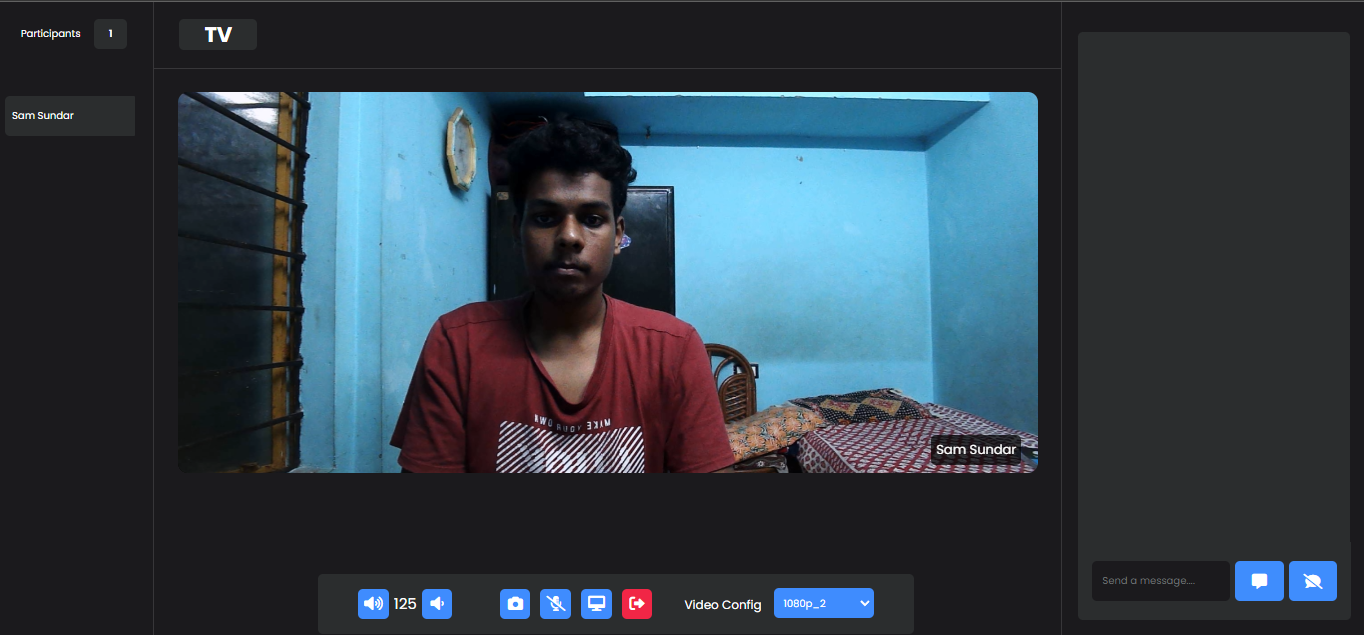 Participants 1
TV
Sam Sundar
MAKE YOUR OWN
Sam Sundar
Send a message....
125
Video Config
1080p_2